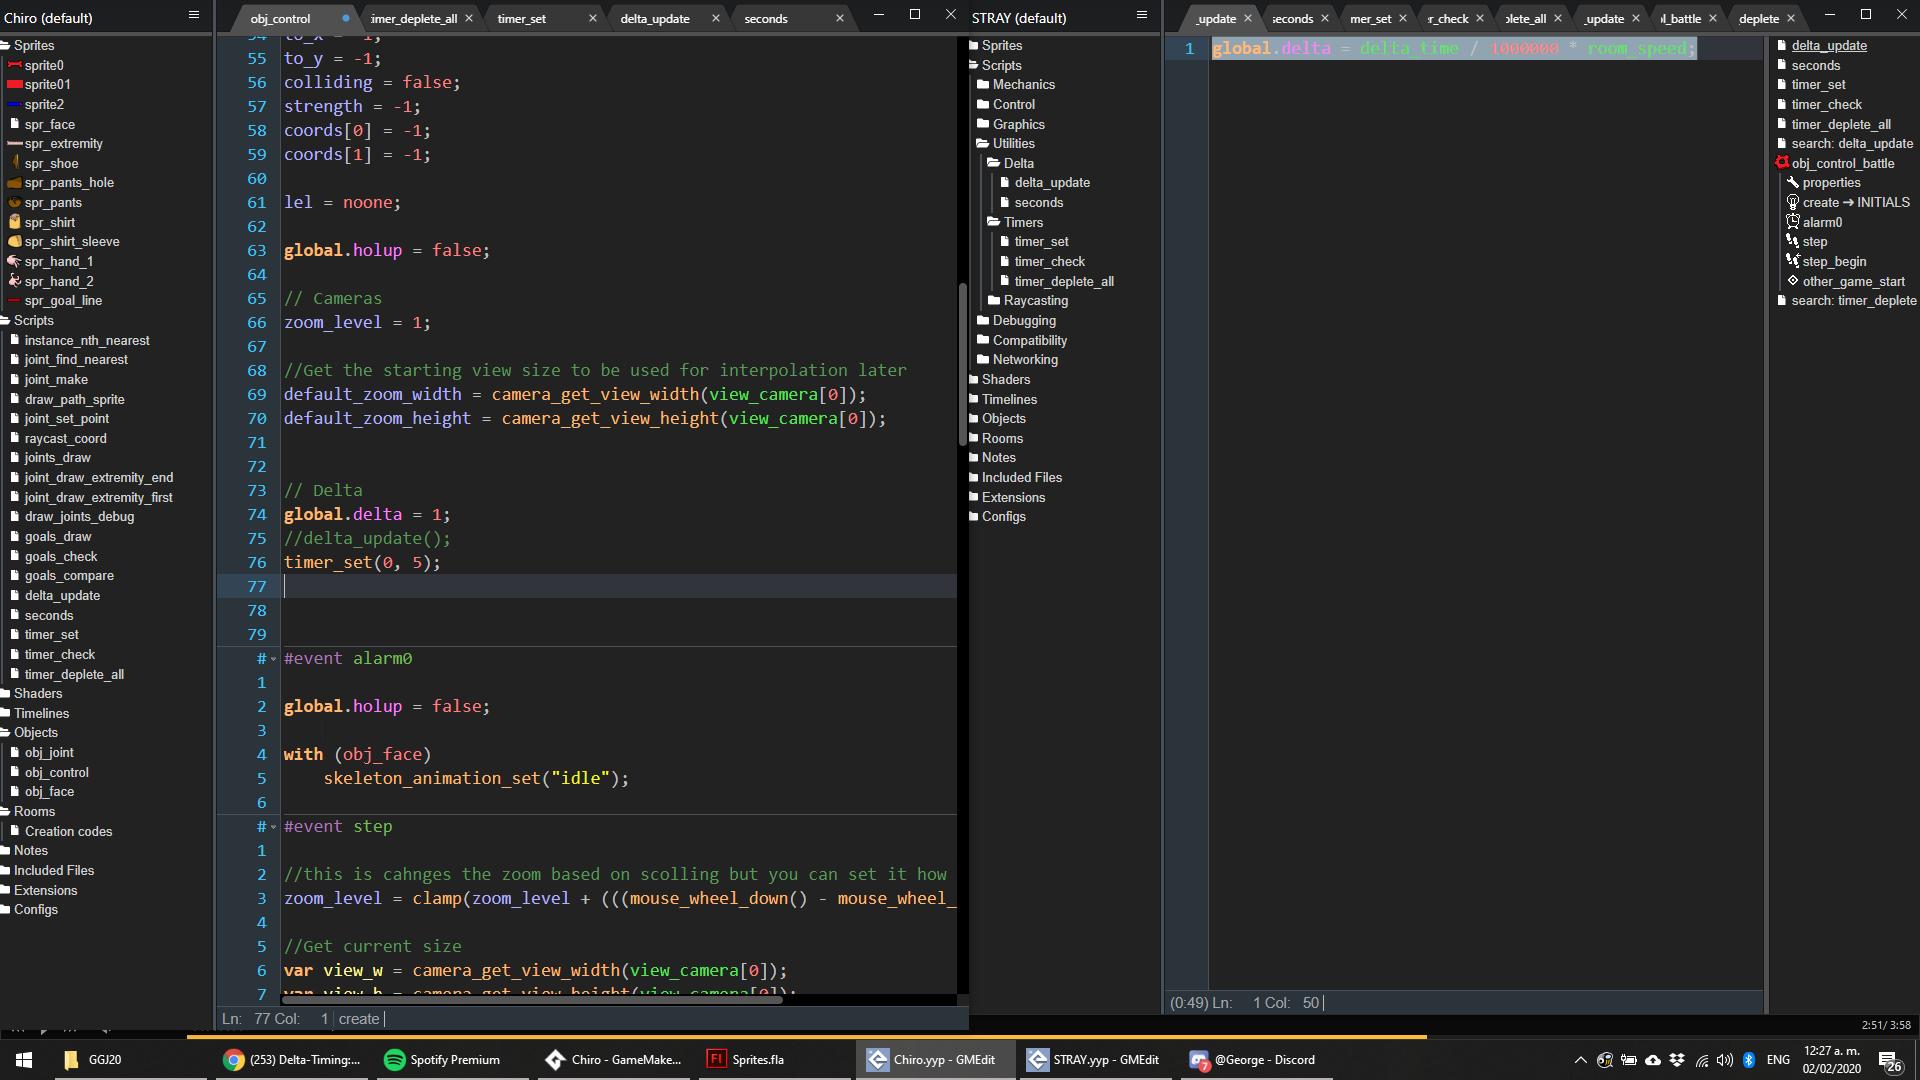 Chiro (default)
Sprites
sprite0
sprite01
sprite2
spr_face
spr_extremity
spr_shoe
spr_pants_hole
spr_pants
spr_shirt
spr_shirt_sleeve
spr_hand_1
spr_hand_2
spr_goal_line
Scripts
instance_nth_nearest
joint_find_nearest
joint_make
draw_path_sprite
joint_set_point
raycast_coord
joints_draw
joint_draw_extremity_end
joint_draw_extremity_first
draw_joints_debug
goals_draw
goals_check
goals_compare
delta_update
seconds
timer_set
timer_check
timer_deplete_all
Shaders
Timelines
Objects
obj_joint
obj_control
obj_face
Rooms
Creation codes
Notes
Included Files
Extensions
Configs
obj_control
timer_deplete_all
timer_set
delta_update
seconds
55 to_y = -1;
56 colliding = false;
57 strength = -1;
58 coords[0] = -1;
59 coords[1] = -1;
60
61 lel = noone;
62
63 global.holup = false;
64
65 // Cameras
66 zoom_level = 1;
67
68 //Get the starting view size to be used for interpolation later
69 default_zoom_width = camera_get_view_width(view_camera[0]);
70 default_zoom_height = camera_get_view_height(view_camera[0]);
71
72
73 // Delta
74 global.delta = 1;
75 //delta_update();
76 timer_set(0, 5);
77
78
79
# #event alarm0
1
2 global.holup = false;
3
4 with (obj_face)
5 skeleton_animation_set("idle");
6
# #event step
1
2 //this is cahnges the zoom based on scolling but you can set it how
3 zoom_level = clamp(zoom_level + (((mouse_wheel_down() - mouse_wheel_
4
5 //Get current size
6 var view_w = camera_get_view_width(view_camera[0]);
7 var view_h = camera_get_view_height(view_camera[0]);
Ln: 77 Col: 1 create
STRAY (default)
Sprites
Scripts
Mechanics
Control
Graphics
Utilities
Delta
delta_update
seconds
Timers
timer_set
timer_check
timer_deplete_all
Raycasting
Debugging
Compatibility
Networking
Shaders
Timelines
Objects
Rooms
Notes
Included Files
Extensions
Configs
_update
seconds
mer_set
r_check
plete_all
_update
l_battle
deplete
1 global.delta = delta_time / 1000000 * room_speed;
(0:49) Ln: 1 Col: 50
delta_update
seconds
timer_set
timer_check
timer_deplete_all
search: delta_update
obj_control_battle
properties
create → INITIALS
alarm0
step
step_begin
other_game_start
search: timer_deplete
2:51/ 3:58
GGJ20
(253) Delta-Timing:...
Spotify Premium
Chiro - GameMake...
Sprites.fla
Chiro.yyp - GMEdit
STRAY.yyp - GMEdit
7
@George - Discord
ENG
12:27 a. m.
02/02/2020
26